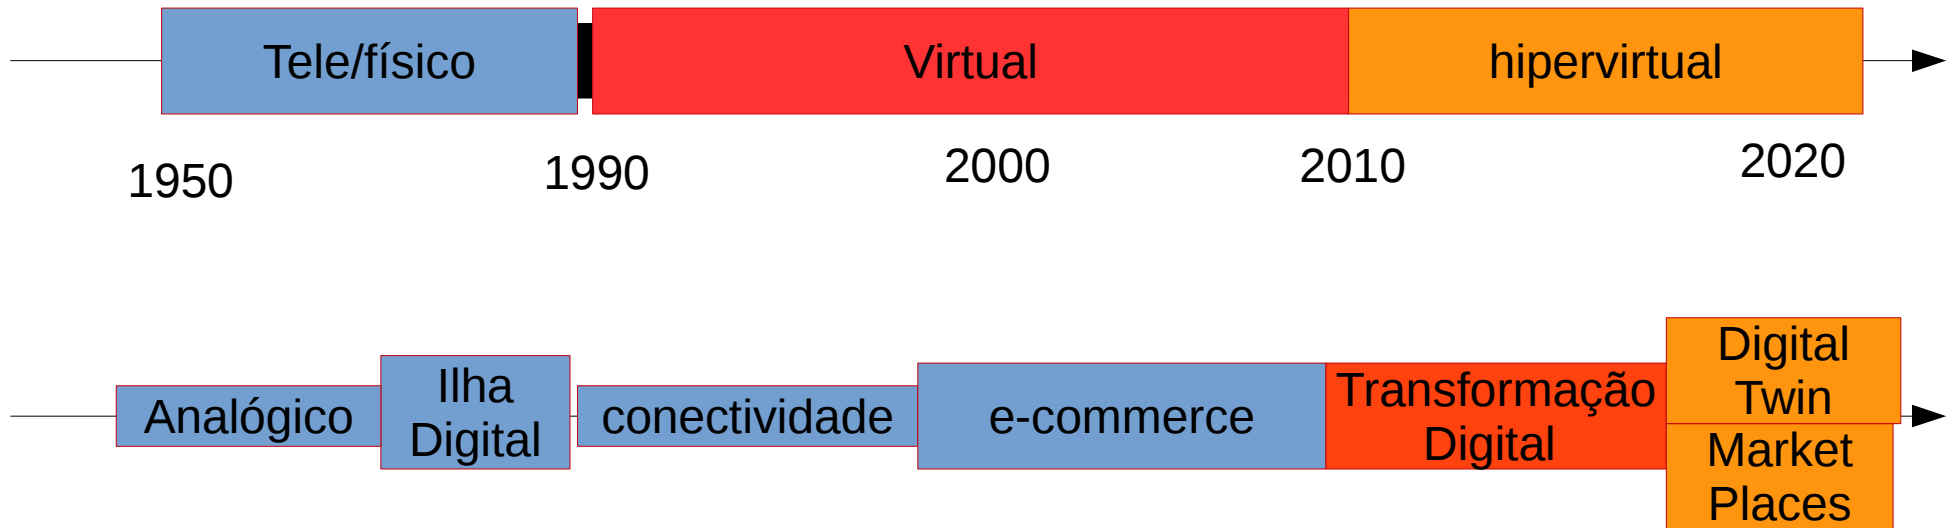 Tele/físico
Virtual
hipervirtual
1950
1990
2000
2010
2020
Analógico
Ilha
Digital
conectividade
e-commerce
Transformação
Digital
Digital
Twin
Market
Places